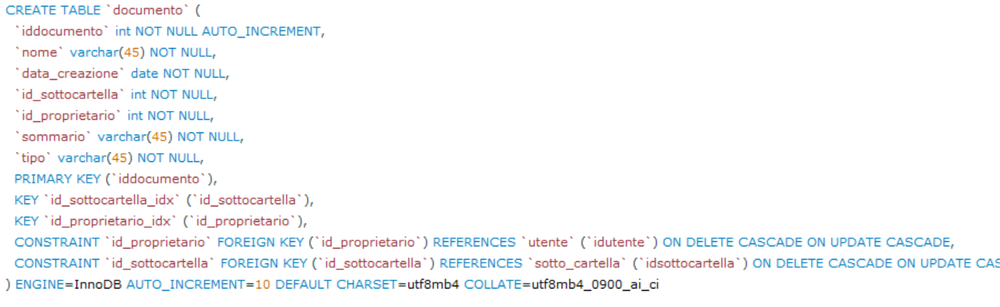 CREATE TABLE `documento` (
`iddocumento` int NOT NULL AUTO_INCREMENT,
`nome` varchar(45) NOT NULL,
`data_creazione` date NOT NULL,
`id_sottocartella` int NOT NULL,
`id_proprietario` int NOT NULL,
`sommario` varchar(45) NOT NULL,
`tipo` varchar(45) NOT NULL,
PRIMARY KEY (`iddocumento`),
KEY `id_sottocartella_idx` (`id_sottocartella`),
KEY `id_proprietario_idx` (`id_proprietario`),
CONSTRAINT `id_proprietario` FOREIGN KEY (`id_proprietario`) REFERENCES `utente` (`idutente`) ON DELETE CASCADE ON UPDATE CASCADE,
CONSTRAINT `id_sottocartella` FOREIGN KEY (`id_sottocartella`) REFERENCES `sotto_cartella` (`idsottocartella`) ON DELETE CASCADE ON UPDATE CAS
) ENGINE=InnoDB AUTO_INCREMENT=10 DEFAULT CHARSET=utf8mb4 COLLATE=utf8mb4_0900_ai_ci